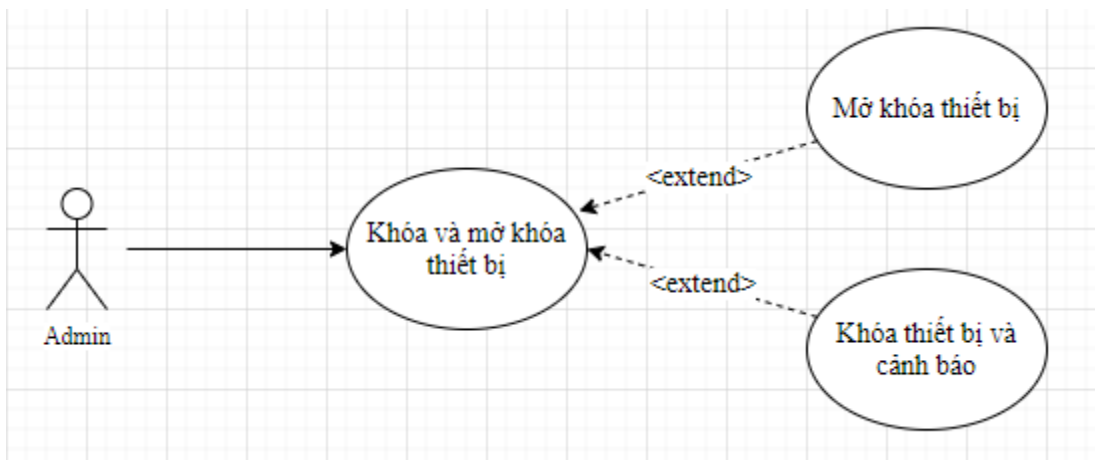 Mở khóa thiết bị
<extend>
Khóa và mở khóa
thiết bị
<extend>
Admin
Khóa thiết bị và
cảnh báo